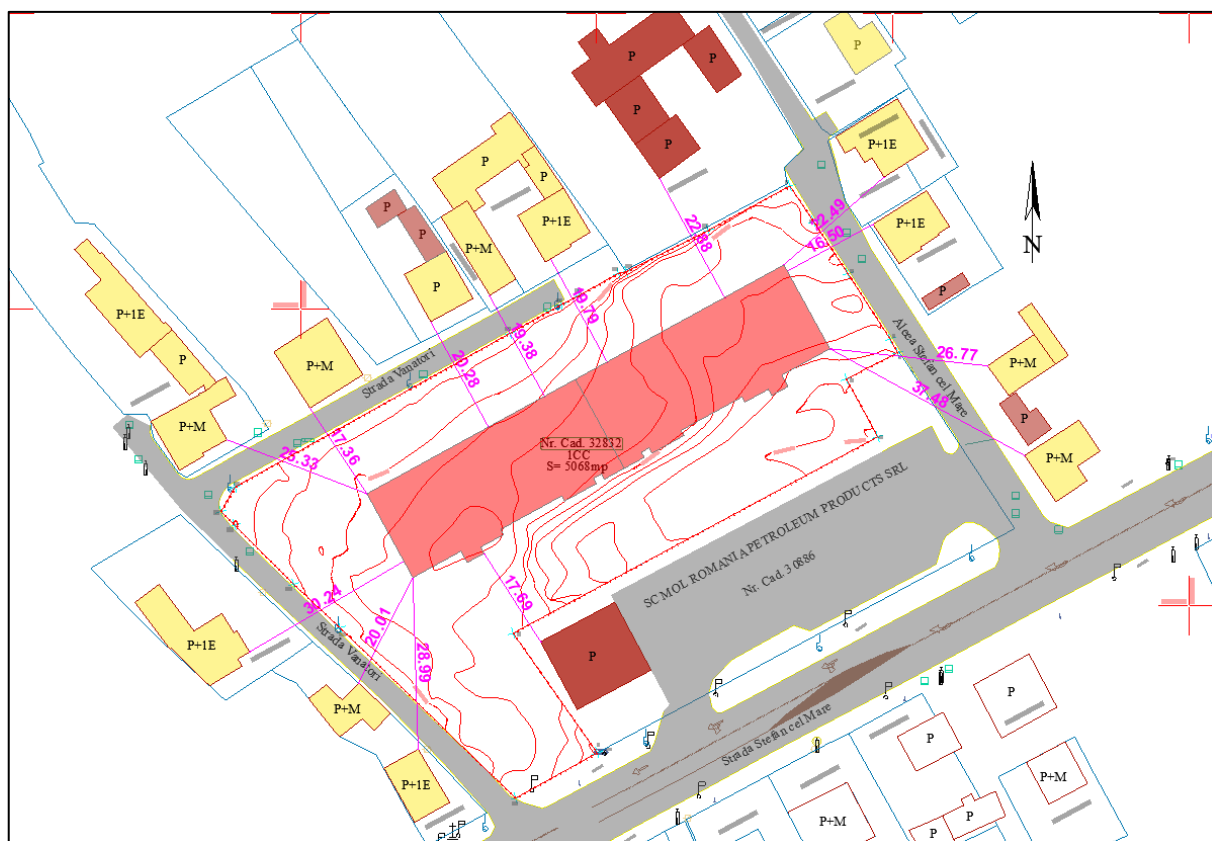 P
P
P
P
P
P
P+1E
P
P
P+1E
P
P
P+M
P+1E
P+1E
22.88
12.49
16.50
P
P
P+1E
19.79
N
P
P+M
Strada Vanatori
20.28
19.38
Aleea Stefan cel Mare
26.77
P+M
P+M
17.36
25.33
37.48
P+M
Nr. Cad. 32832
1CC
S= 5068mp
SC MOL ROMANIA PETROLEUM PRODUCTS SRL
Nr. Cad. 30886
17.69
30.24
20.01
28.99
P+1E
Strada Vanatori
P
P+M
P+1E
Strada Stefan cel Mare
P
P
P+M
P+M
P
P